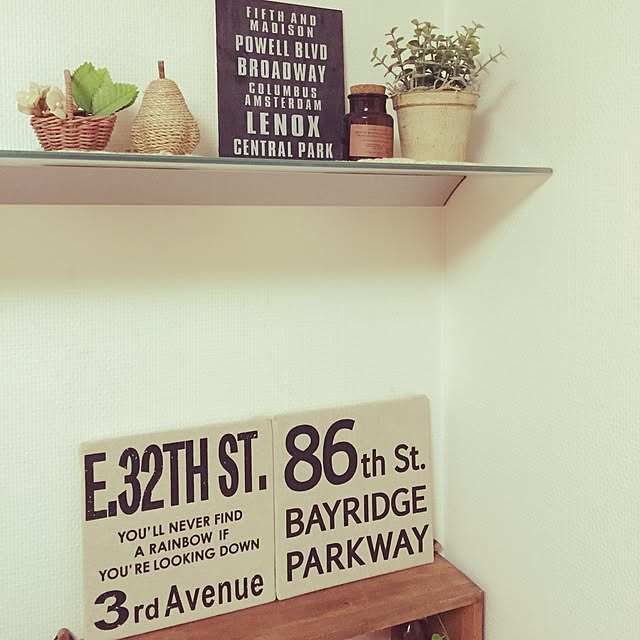 FIFTH AND
MADISON
POWELL BLVD
BROADWAY
COLUMBUS
AMSTERDAM
LENOX
CENTRAL PARK
E.32TH ST.
YOU'LL NEVER FIND
A RAINBOW IF
YOU'RE LOOKING DOWN
3rd Avenue
86th St.
BAYRIDGE
PARKWAY